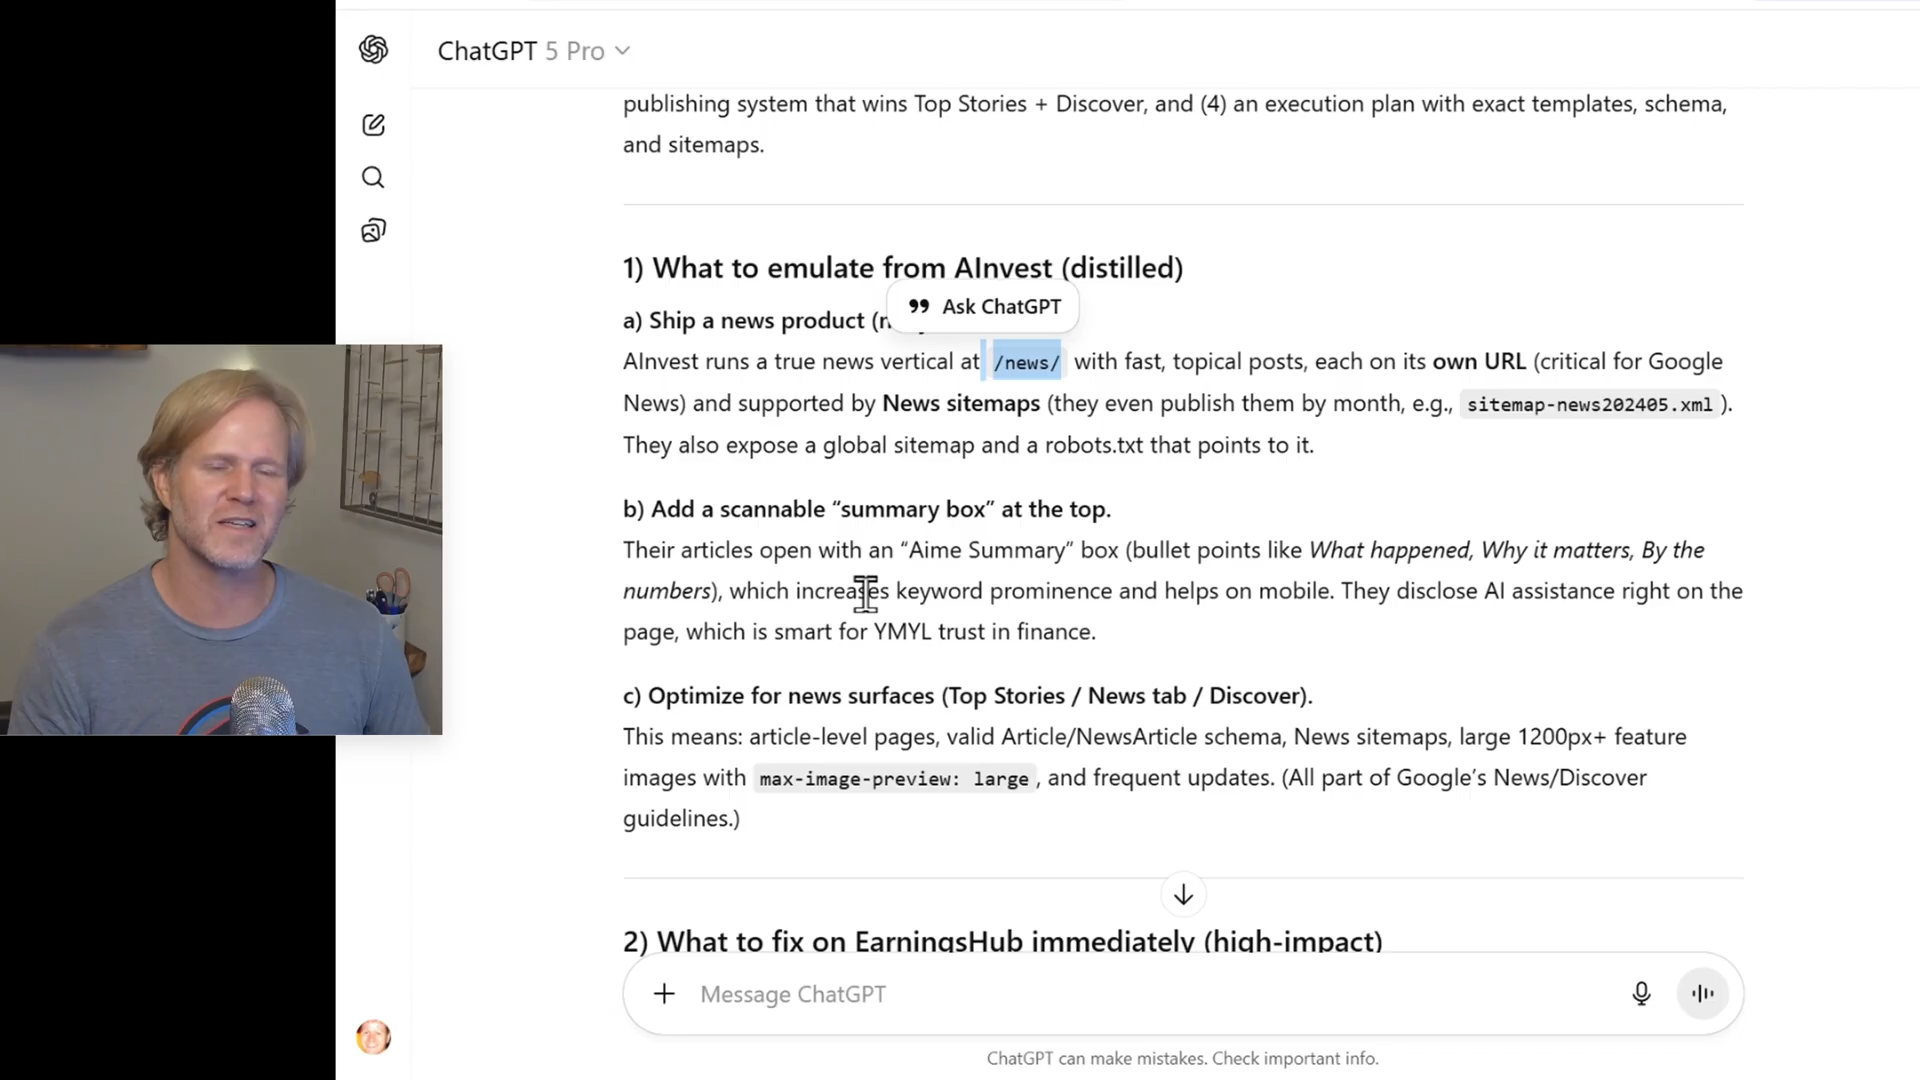 ChatGPT 5 Pro
publishing system that wins Top Stories + Discover, and (4) an execution plan with exact templates, schema,
and sitemaps.
1) What to emulate from AInvest (distilled)
Ask ChatGPT
a) Ship a news product
AInvest runs a true news vertical at /news/ with fast, topical posts, each on its own URL (critical for Google
News) and supported by News sitemaps (they even publish them by month, e.g., sitemap-news202405.xml ).
They also expose a global sitemap and a robots.txt that points to it.
b) Add a scannable “summary box” at the top.
Their articles open with an “Aime Summary” box (bullet points like What happened, Why it matters, By the
numbers), which increases keyword prominence and helps on mobile. They disclose AI assistance right on the
page, which is smart for YMYL trust in finance.
c) Optimize for news surfaces (Top Stories / News tab / Discover).
This means: article-level pages, valid Article/NewsArticle schema, News sitemaps, large 1200px+ feature
images with max-image-preview: large , and frequent updates. (All part of Google’s News/Discover
guidelines.)
2) What to fix on EarningsHub immediately (high-impact)
Message ChatGPT
ChatGPT can make mistakes. Check important info.